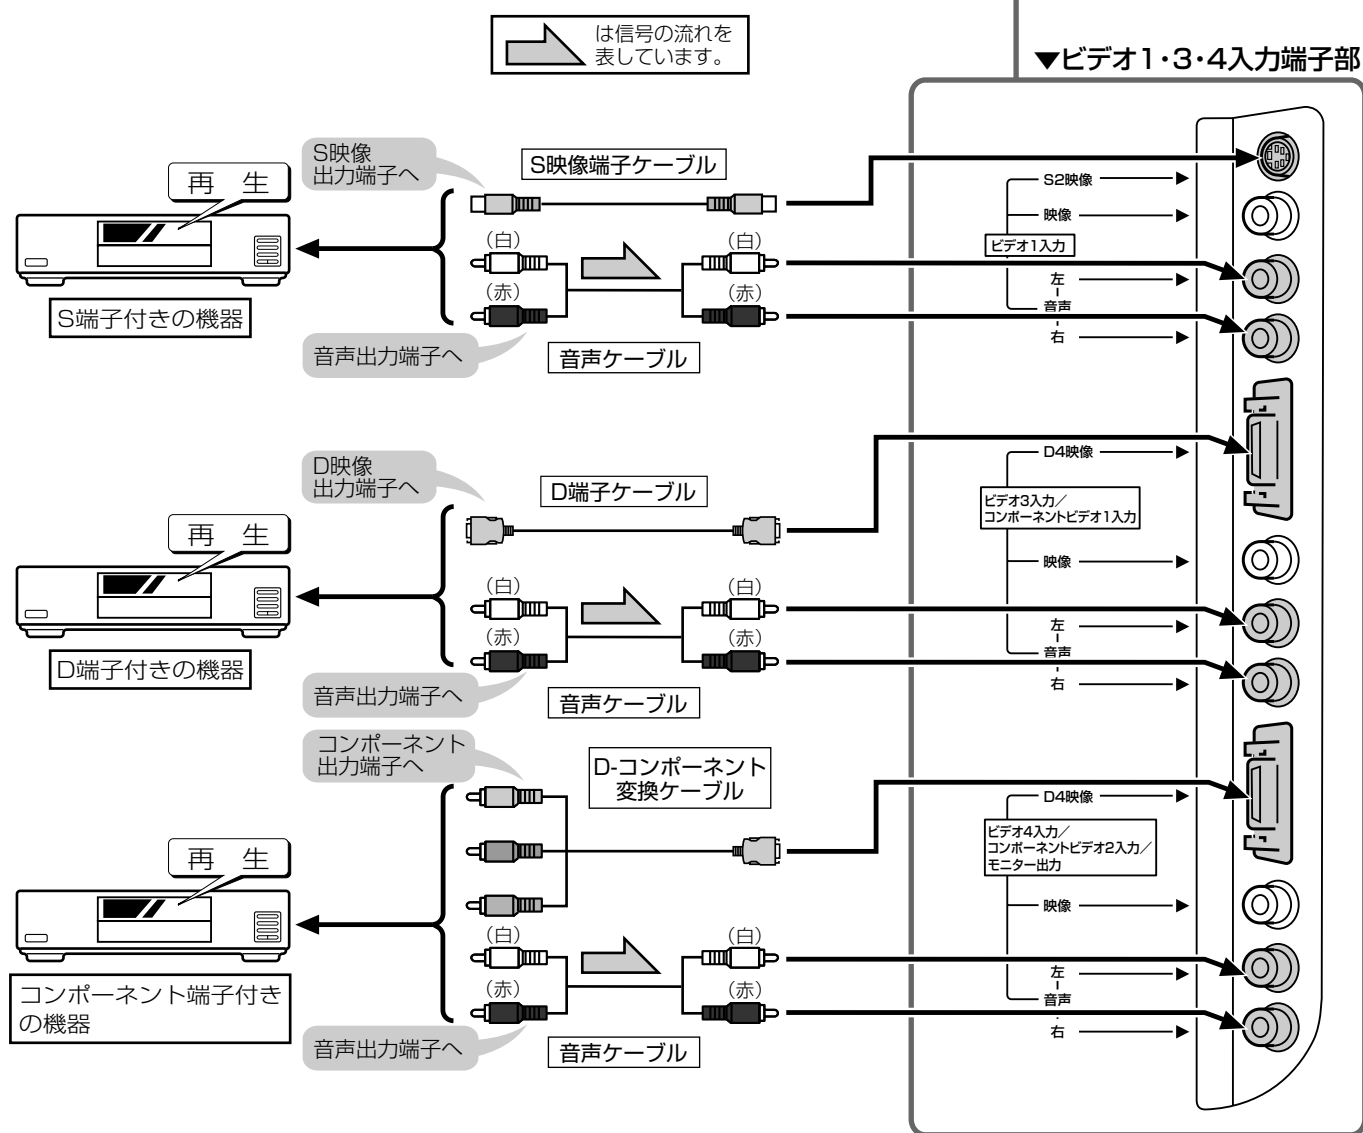 は信号の流れを
表しています。
▼ビデオ1・3・4入力端子部
S映像
出力端子へ
S映像端子ケーブル
再 生
(白)
(白)
(赤)
(赤)
S端子付きの機器
音声出力端子へ
音声ケーブル
S2映像
映像
ビデオ1入力
左
音声
右
D映像
出力端子へ
D端子ケーブル
再 生
(白)
(白)
(赤)
(赤)
D端子付きの機器
音声出力端子へ
音声ケーブル
D4映像
ビデオ3入力/
コンポーネントビデオ1入力
映像
左
音声
右
コンポーネント
出力端子へ
D-コンポーネント
変換ケーブル
再 生
(白)
(白)
(赤)
(赤)
コンポーネント端子付き
の機器
音声出力端子へ
音声ケーブル
D4映像
ビデオ4入力/
コンポーネントビデオ2入力/
モニター出力
映像
左
音声
右